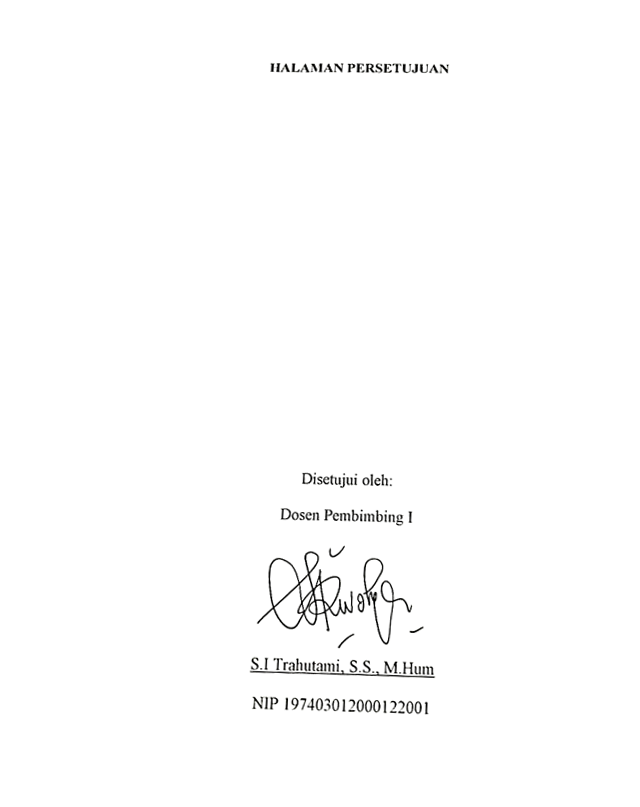 HALAMAN PERSETUJUAN
Disetujui oleh:
Dosen Pembimbing I
S.I Trahutami, S.S., M.Hum
NIP 197403012000122001